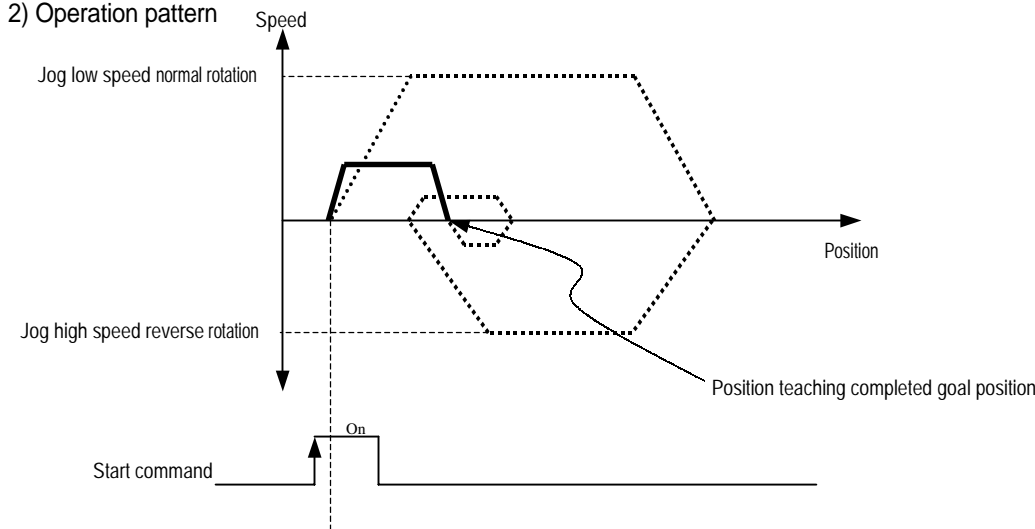 2) Operation pattern
Speed
Jog low speed normal rotation
Position
Jog high speed reverse rotation
Position teaching completed goal position
On
Start command